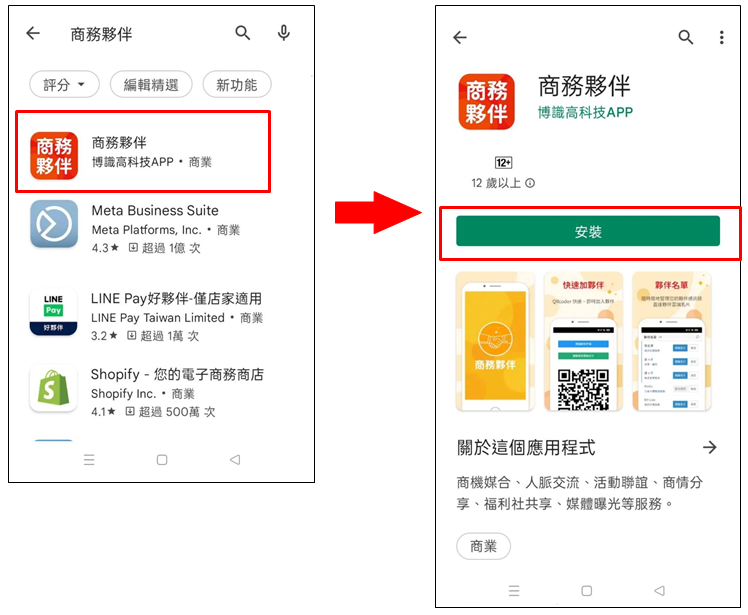 商務夥伴
評分
編輯精選
新功能
商務
夥伴
商務夥伴
博識高科技APP • 商業
Meta Business Suite
Meta Platforms, Inc. • 商業
4.3★ 超過 1億 次
LINE
Pay
好夥伴
LINE Pay好夥伴-僅店家適用
LINE Pay Taiwan Limited • 商業
3.2★ 超過 1萬 次
Shopify - 您的電子商務商店
Shopify Inc. • 商業
4.1★ 超過 500萬 次
商務
夥伴
商務夥伴
博識高科技APP
12+
12 歲以上
安裝
商務夥伴
快速加夥伴
夥伴名單
關於這個應用程式
商機媒合、人脈交流、活動聯誼、商情分
享、福利社共享、媒體曝光等服務。
商業